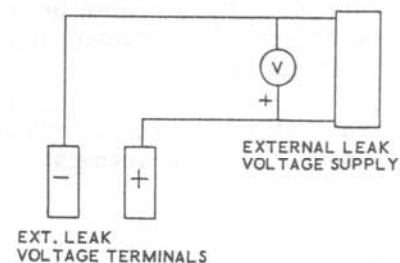 V
+
EXTERNAL LEAK
VOLTAGE SUPPLY
- +
EXT. LEAK
VOLTAGE TERMINALS